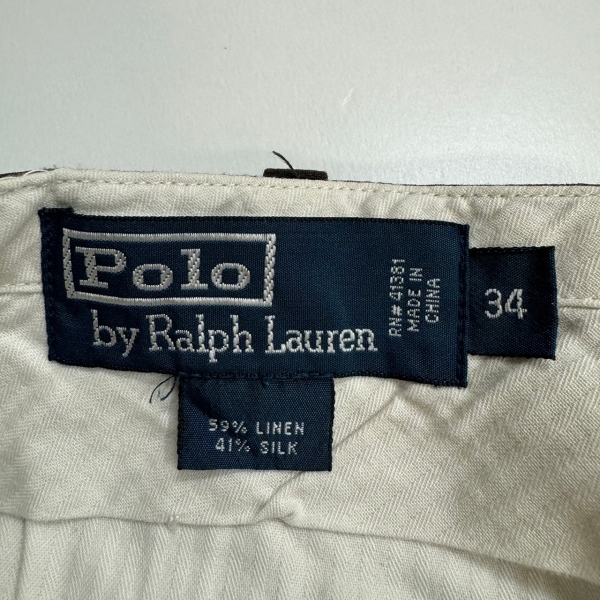 Polo
by Ralph Lauren
RN# 41381
MADE IN
CHINA
34
59% LINEN
41% SILK